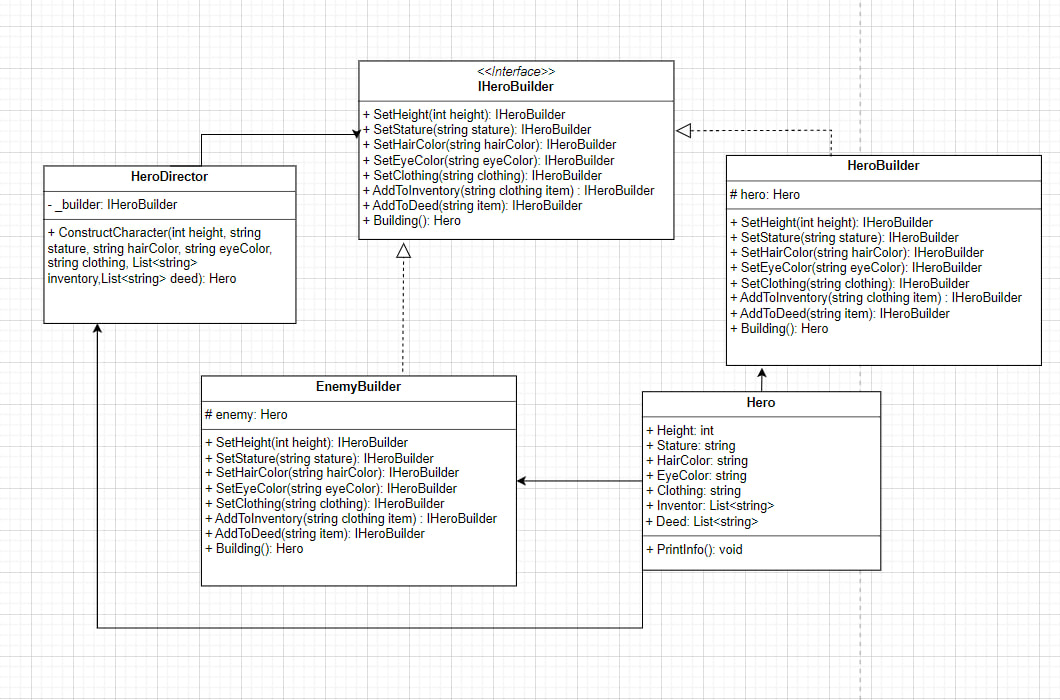 <<Interface>>
IHeroBuilder
+ SetHeight(int height): IHeroBuilder
+ SetStature(string stature): IHeroBuilder
+ SetHairColor(string hairColor): IHeroBuilder
+ SetEyeColor(string eyeColor): IHeroBuilder
+ SetClothing(string clothing): IHeroBuilder
+ AddToInventory(string clothing item) : IHeroBuilder
+ AddToDeed(string item): IHeroBuilder
+ Building(): Hero
HeroDirector
- _builder: IHeroBuilder
+ ConstructCharacter(int height, string
stature, string hairColor, string eyeColor,
string clothing, List<string>
inventory,List<string> deed): Hero
HeroBuilder
# hero: Hero
+ SetHeight(int height): IHeroBuilder
+ SetStature(string stature): IHeroBuilder
+ SetHairColor(string hairColor): IHeroBuilder
+ SetEyeColor(string eyeColor): IHeroBuilder
+ SetClothing(string clothing): IHeroBuilder
+ AddToInventory(string clothing item) : IHeroBuilder
+ AddToDeed(string item): IHeroBuilder
+ Building(): Hero
EnemyBuilder
# enemy: Hero
+ SetHeight(int height): IHeroBuilder
+ SetStature(string stature): IHeroBuilder
+ SetHairColor(string hairColor): IHeroBuilder
+ SetEyeColor(string eyeColor): IHeroBuilder
+ SetClothing(string clothing): IHeroBuilder
+ AddToInventory(string clothing item) : IHeroBuilder
+ AddToDeed(string item): IHeroBuilder
+ Building(): Hero
Hero
+ Height: int
+ Stature: string
+ HairColor: string
+ EyeColor: string
+ Clothing: string
+ Inventor: List<string>
+ Deed: List<string>
+ PrintInfo(): void